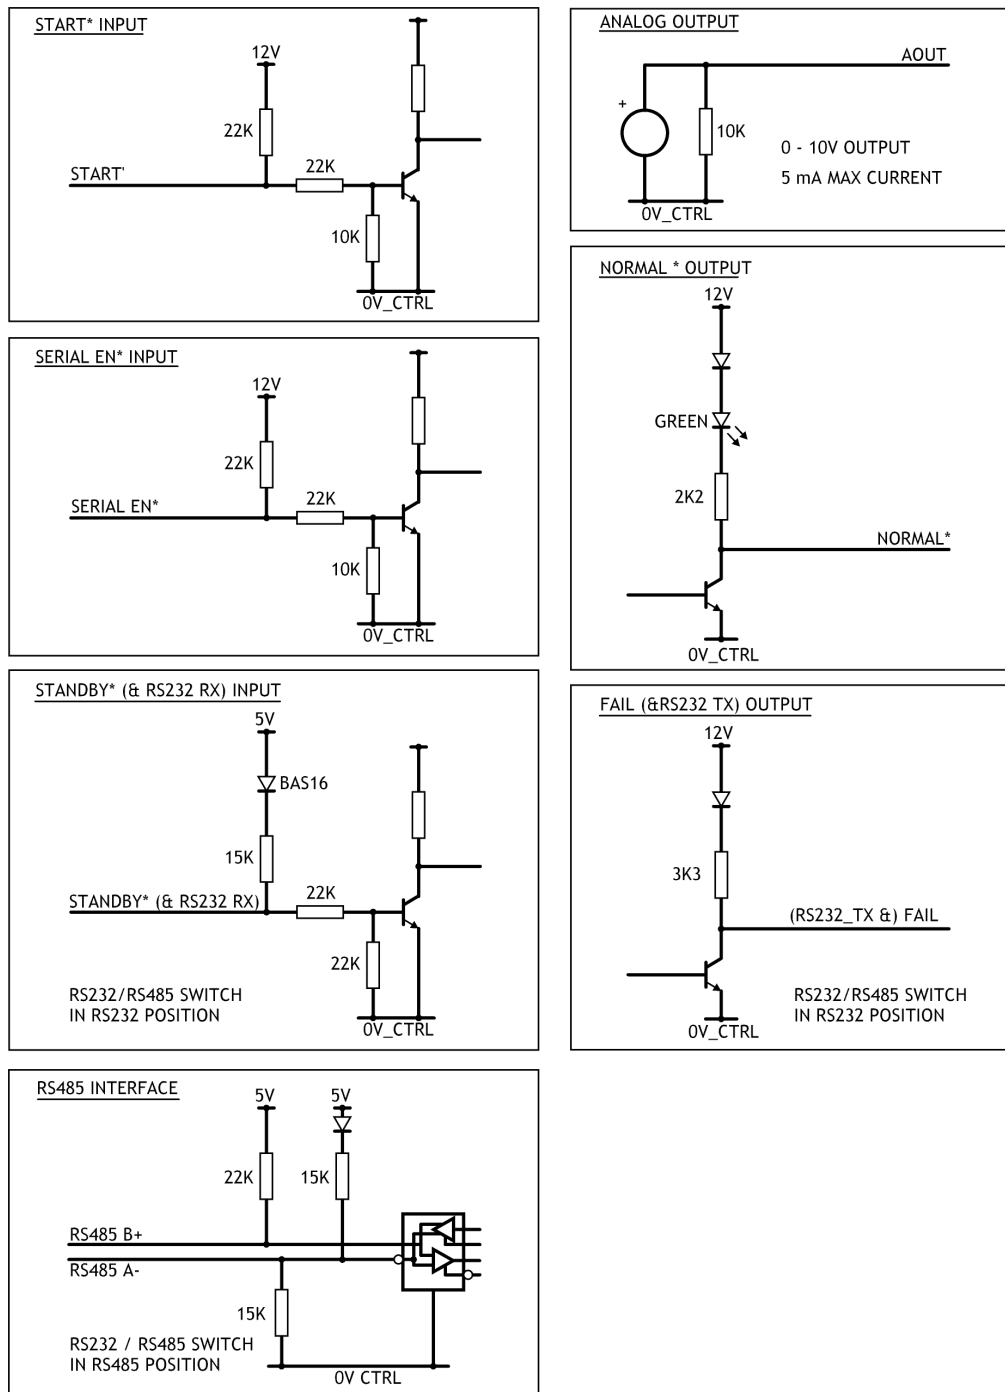 START* INPUT
12V
22K
START'
22K
10K
0V_CTRL
SERIAL EN* INPUT
12V
22K
SERIAL EN*
22K
10K
0V_CTRL
STANDBY* (& RS232 RX) INPUT
5V
BAS16
15K
STANDBY* (& RS232 RX)
22K
22K
RS232/RS485 SWITCH
IN RS232 POSITION
0V_CTRL
RS485 INTERFACE
5V
5V
22K
15K
RS485 B+
RS485 A-
15K
RS232 / RS485 SWITCH
IN RS485 POSITION
0V CTRL
ANALOG OUTPUT
AOUT
+
10K
0 - 10V OUTPUT
5 mA MAX CURRENT
0V_CTRL
NORMAL * OUTPUT
12V
GREEN
2K2
NORMAL*
0V_CTRL
FAIL (&RS232 TX) OUTPUT
12V
3K3
(RS232_TX &) FAIL
RS232/RS485 SWITCH
IN RS232 POSITION
0V_CTRL